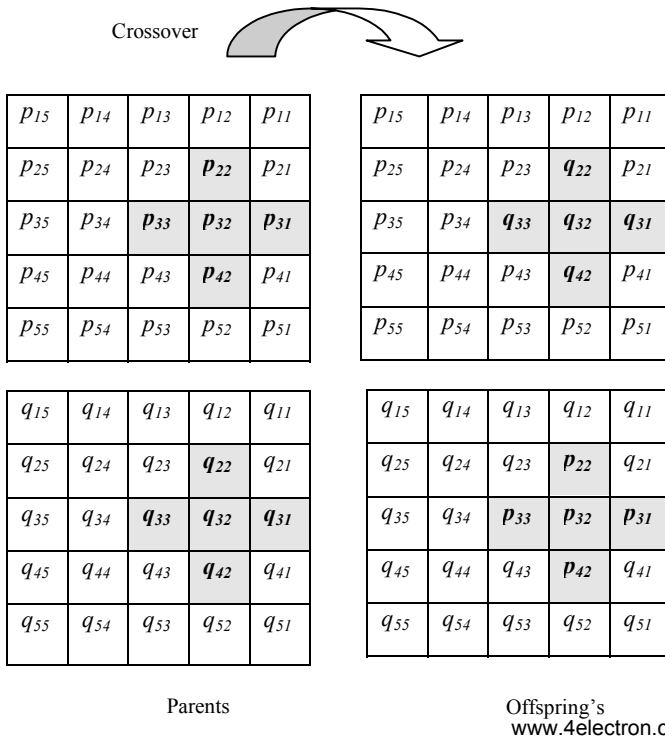 Crossover
p15 p14 p13 p12 p11
p25 p24 p23 p22 p21
p35 p34 p33 p32 p31
p45 p44 p43 p42 p41
p55 p54 p53 p52 p51
p15 p14 p13 p12 p11
p25 p24 p23 q22 p21
p35 p34 q33 q32 q31
p45 p44 p43 q42 p41
p55 p54 p53 p52 p51
q15 q14 q13 q12 q11
q25 q24 q23 q22 q21
q35 q34 q33 q32 q31
q45 q44 q43 q42 q41
q55 q54 q53 q52 q51
q15 q14 q13 q12 q11
q25 q24 q23 p22 q21
q35 q34 p33 p32 p31
q45 q44 q43 p42 q41
q55 q54 q53 q52 q51
Parents
Offspring's
www.4electron.c